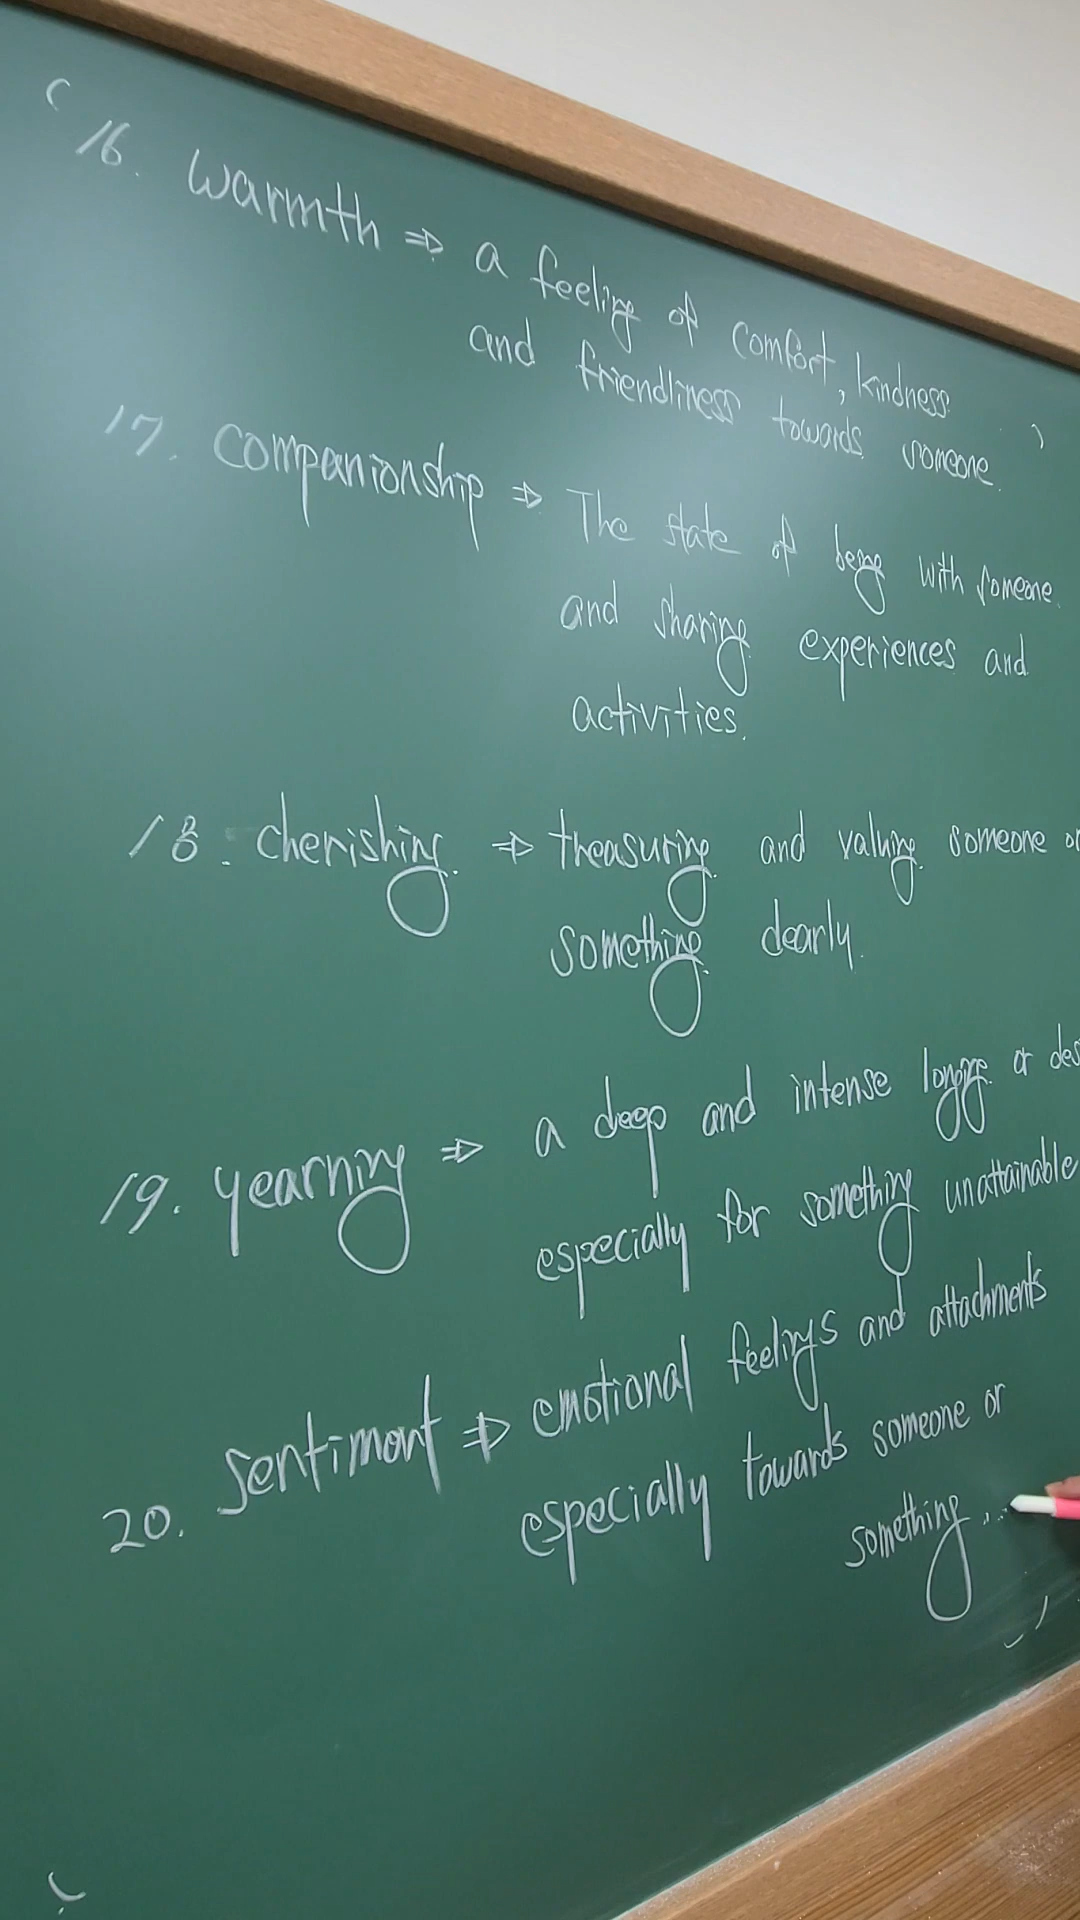 16. warmth ⇒ a feeling of comfort, kindness
and friendliness towards someone.
17. companionship ⇒ The state of being with someone.
and sharing experiences and
activities.
18. cherishing. ⇒ treasuring and valuing someone or
something dearly.
19. yearning ⇒ a deep and intense longing or
especially for something unattainable
20. sentiment ⇒ emotional feelings and attachments
especially towards someone or
something...